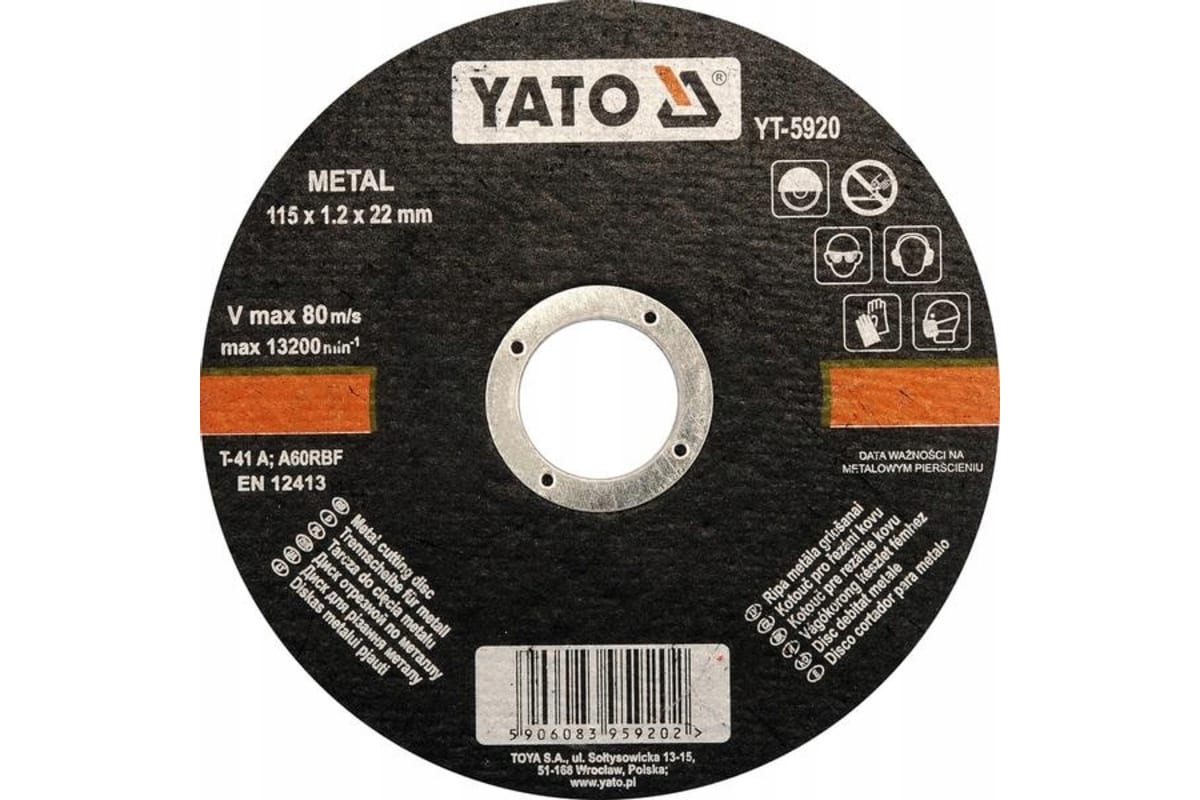 YATO ®
YT-5920
METAL
115 x 1.2 x 22 mm
V max 80 m/s
max 13200 min-1
T-41 A; A60RBF
EN 12413
DATA WAŻNOŚCI NA
METALOWYM PIERŚCIENIU
Metal cutting disc
Trennscheibe für metall
Tarcza do cięcia metalu
Диск отрезной по металлу
Диск для різання металу
Diskas metalui pjauti
Ripa metāla griešanai
Kotouč pro řezání kovu
Kotouč pre rezánie kovu
Vágókorong készlet fémhez
Disc debitat metale
Disco cortador para metalo
5 906083 959202 >
TOYA S.A., ul. Sołtysowicka 13-15,
51-168 Wrocław, Polska;
www.yato.pl